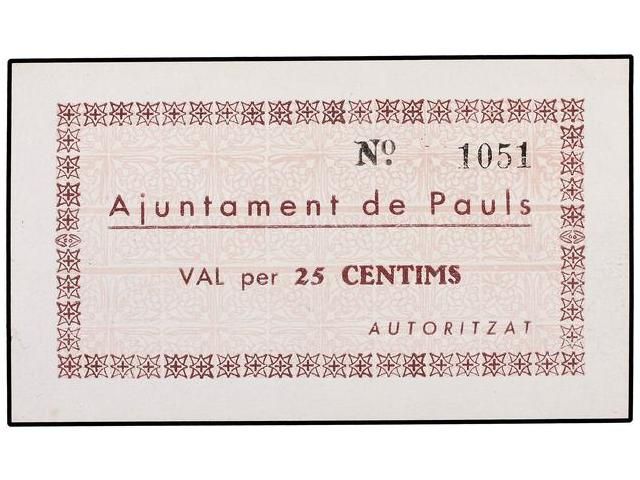 Nº 1051
Ajuntament de Pauls
VAL per 25 CENTIMS
AUTORITZAT